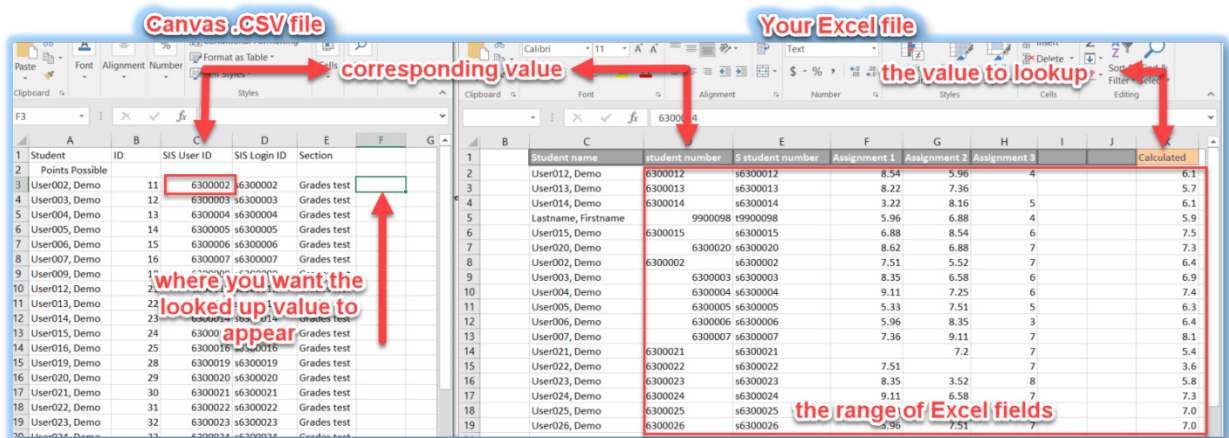 Canvas .CSV file
Your Excel file
corresponding value
the value to lookup
where you want the
looked up value to
appear
the range of Excel fields
Paste
Font
Alignment
Number
Format as Table
Cells
Clipboard
Styles
F3
fx
A B C D E F G
1 Student ID SIS User ID SIS Login ID Section
2 Points Possible
3 User002, Demo 11 6300002 s6300002 Grades test
4 User003, Demo 12 6300003 s6300003 Grades test
5 User004, Demo 13 6300004 s6300004 Grades test
6 User005, Demo 14 6300005 s6300005 Grades test
7 User006, Demo 15 6300006 s6300006 Grades test
8 User007, Demo 16 6300007 s6300007 Grades test
9 User009, Demo Grades test
10 User012, Demo Grades test
11 User013, Demo 22 Grades test
12 User014, Demo 23 Grades test
13 User015, Demo 24 Grades test
14 User016, Demo 25 6300016 s6300016 Grades test
15 User019, Demo 28 6300019 s6300019 Grades test
16 User020, Demo 29 6300020 s6300020 Grades test
17 User021, Demo 30 6300021 s6300021 Grades test
18 User022, Demo 31 6300022 s6300022 Grades test
19 User023, Demo 32 6300023 s6300023 Grades test
Calibri 11 A A
Text
$ % ,
Insert
Delete
Clipboard Font Alignment Number Styles Cells Editing
fx
B C E F G H I J
1 Student name student number S student number Assignment 1 Assignment 2 Assignment 3 Calculated
2 User012, Demo 6300012 s6300012 8.54 5.96 4 6.1
3 User013, Demo 6300013 s6300013 8.22 7.36 5.7
4 User014, Demo 6300014 s6300014 3.22 8.16 5 6.1
5 Lastname, Firstname 9900098 t9900098 5.96 6.88 4 5.9
6 User015, Demo 6300015 s6300015 6.88 8.54 6 7.5
7 User020, Demo 6300020 s6300020 8.62 6.88 7 7.3
8 User002, Demo 6300002 s6300002 7.51 5.52 7 6.4
9 User003, Demo 6300003 s6300003 8.35 6.58 6 6.9
10 User004, Demo 6300004 s6300004 9.11 7.25 6 7.4
11 User005, Demo 6300005 s6300005 5.33 7.51 5 6.3
12 User006, Demo 6300006 s6300006 5.96 8.35 3 6.4
13 User007, Demo 6300007 s6300007 7.36 9.11 7 8.1
14 User021, Demo 6300021 s6300021 7.2 7 5.4
15 User022, Demo 6300022 s6300022 7.51 7 3.6
16 User023, Demo 6300023 s6300023 8.35 3.52 8 5.8
17 User024, Demo 6300024 s6300024 9.11 6.58 7 7.3
18 User025, Demo 6300025 s6300025 7.0
19 User026, Demo 6300026 s6300026 5.96 7.51 7 7.0